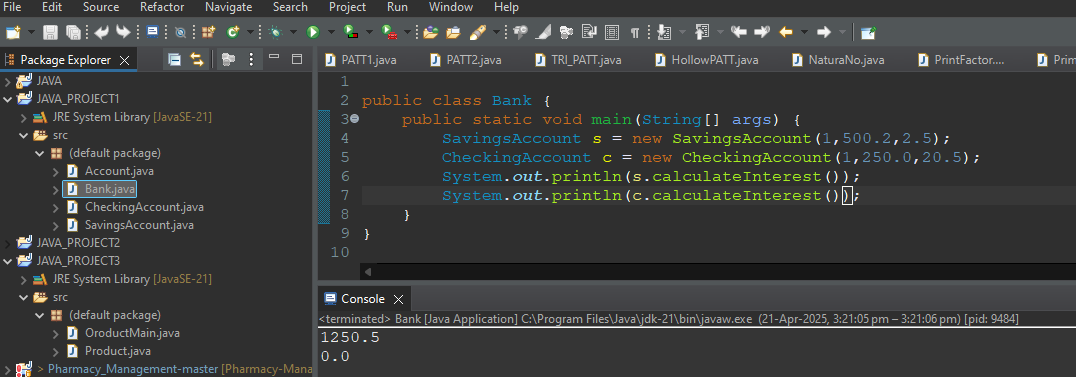 File Edit Source Refactor Navigate Search Project Run Window Help
Package Explorer
JAVA
JAVA_PROJECT1
JRE System Library [JavaSE-21]
src
(default package)
Account.java
Bank.java
CheckingAccount.java
SavingsAccount.java
JAVA_PROJECT2
JAVA_PROJECT3
JRE System Library [JavaSE-21]
src
(default package)
OroductMain.java
Product.java
> Pharmacy_Management-master [Pharmacy-Mana
PATT1.java PATT2.java TRI_PATT.java HollowPATT.java NaturaNo.java PrintFactor.... Prim
1
2 public class Bank {
3 public static void main(String[] args) {
4 SavingsAccount s = new SavingsAccount(1,500.2,2.5);
5 CheckingAccount c = new CheckingAccount(1,250.0,20.5);
6 System.out.println(s.calculateInterest());
7 System.out.println(c.calculateInterest());
8 }
9 }
10
Console
<terminated> Bank [Java Application] C:\Program Files\Java\jdk-21\bin\javaw.exe (21-Apr-2025, 3:21:05 pm – 3:21:06 pm) [pid: 9484]
1250.5
0.0